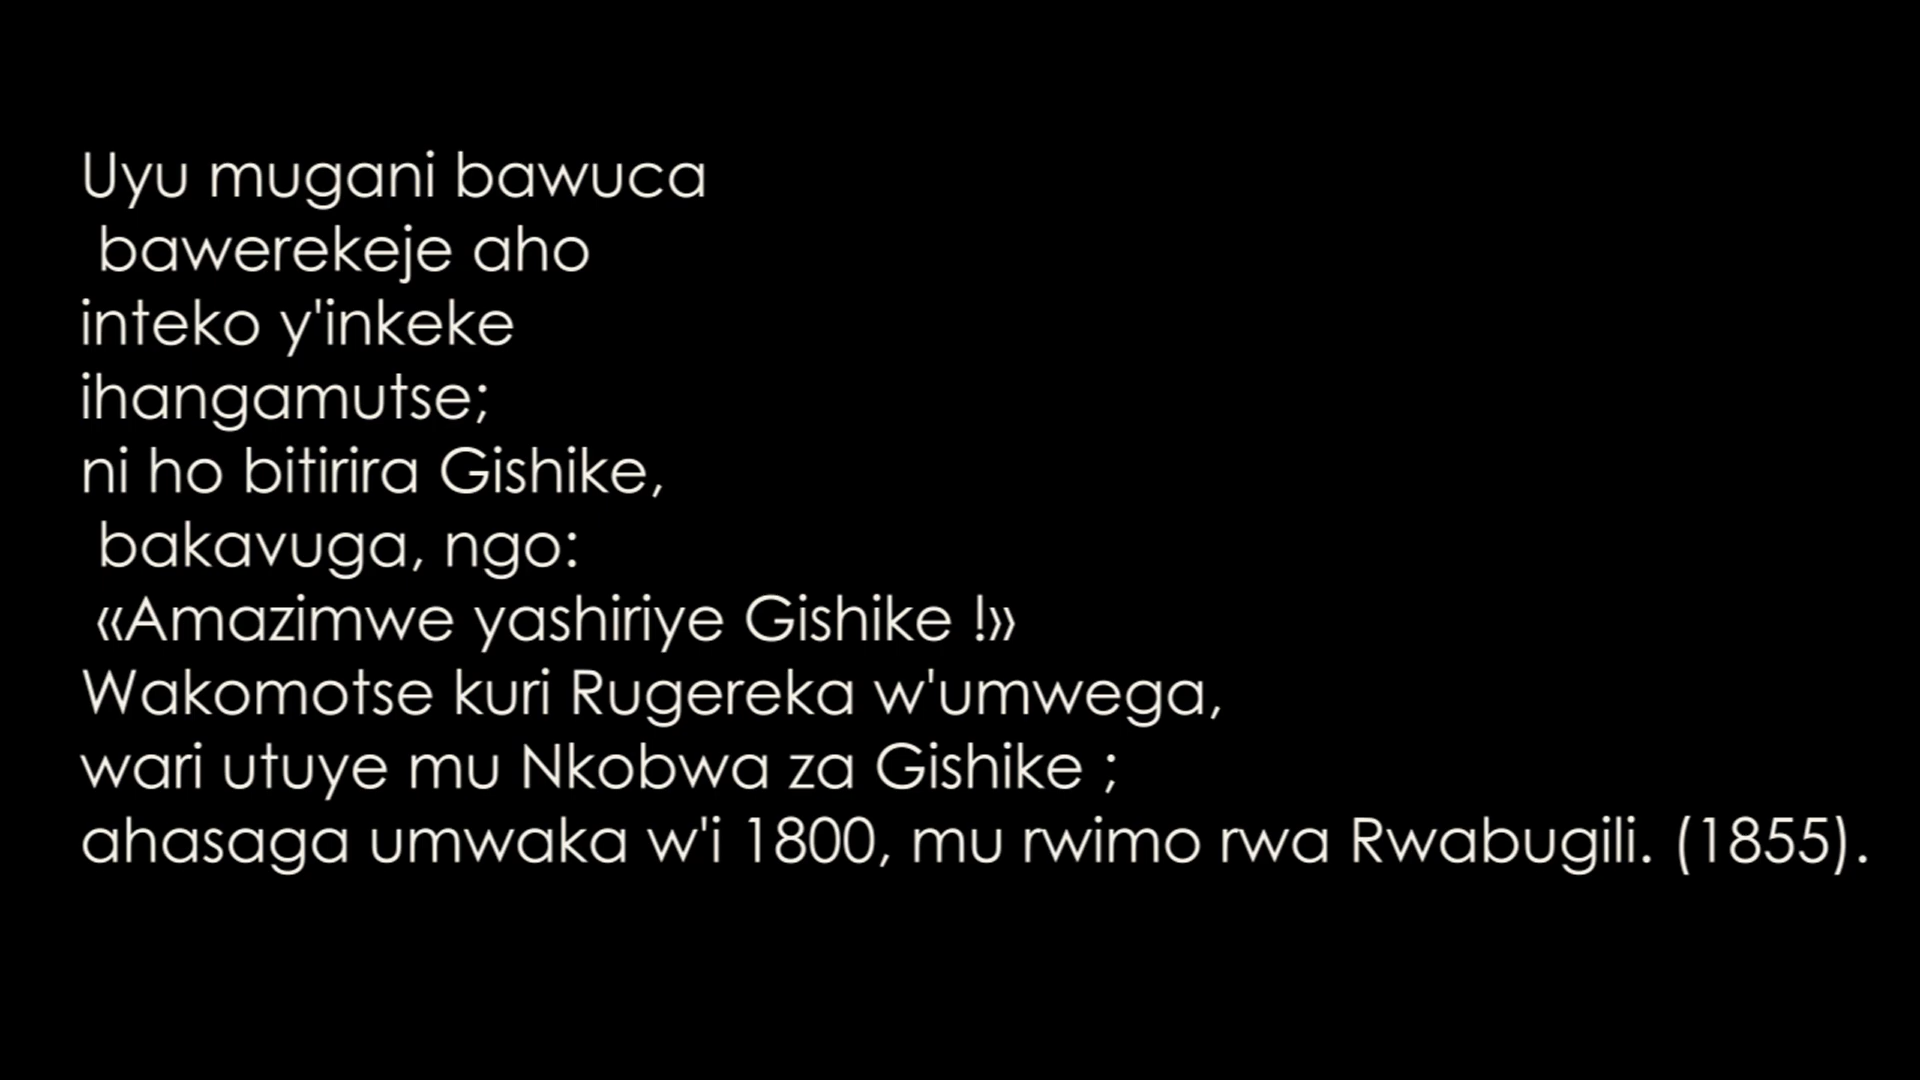 Uyu mugani bawuca
bawerekeje aho
inteko y'inkeke
ihangamutse;
ni ho bitirira Gishike,
bakavuga, ngo:
«Amazimwe yashiriye Gishike !»
Wakomotse kuri Rugereka w'umwega,
wari utuye mu Nkobwa za Gishike ;
ahasaga umwaka w'i 1800, mu rwimo rwa Rwabugili. (1855).